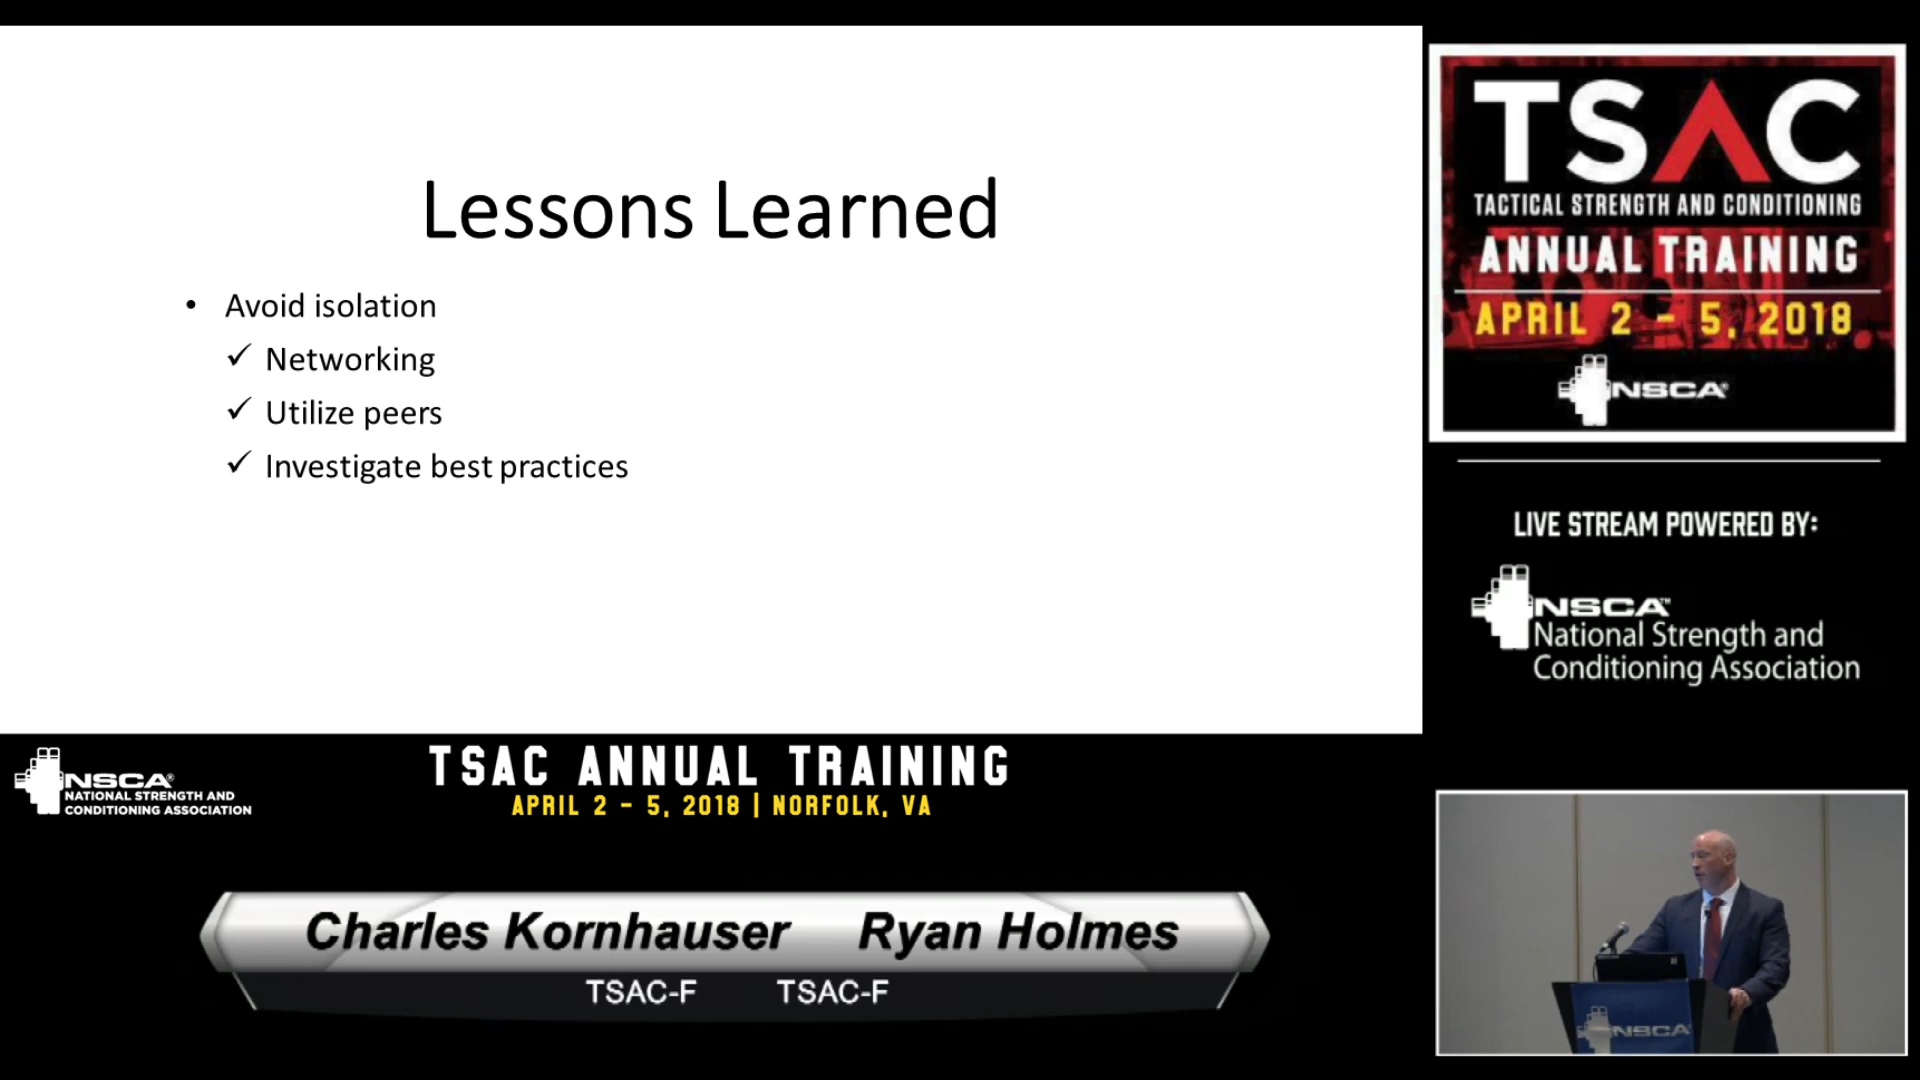 Lessons Learned
• Avoid isolation
✓ Networking
✓ Utilize peers
✓ Investigate best practices
TSAC
TACTICAL STRENGTH AND CONDITIONING
ANNUAL TRAINING
APRIL 2 - 5, 2018
NSCA®
LIVE STREAM POWERED BY:
NSCA™
National Strength and
Conditioning Association
NSCA®
NATIONAL STRENGTH AND
CONDITIONING ASSOCIATION
TSAC ANNUAL TRAINING
APRIL 2 - 5, 2018 | NORFOLK, VA
Charles Kornhauser Ryan Holmes
TSAC-F TSAC-F
NSCA